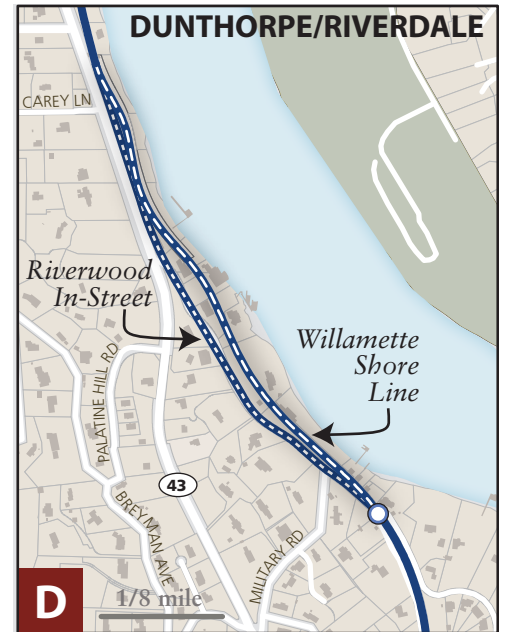 DUNTHORPE/RIVERDALE
CAREY LN
Riverwood
In-Street
Willamette
Shore
Line
PALATINE HILL RD
43
BREYMAN AVE
MILITARY RD
D
1/8 mile